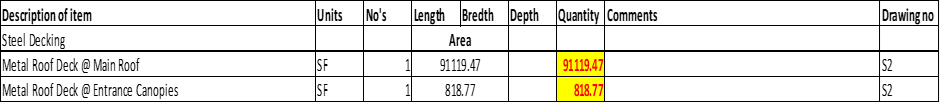 Description of item Units No's Length Bredth Depth Quantity Comments Drawing no
Steel Decking Area
Metal Roof Deck @ Main Roof SF 1 91119.47 91119.47 S2
Metal Roof Deck @ Entrance Canopies SF 1 818.77 818.77 S2